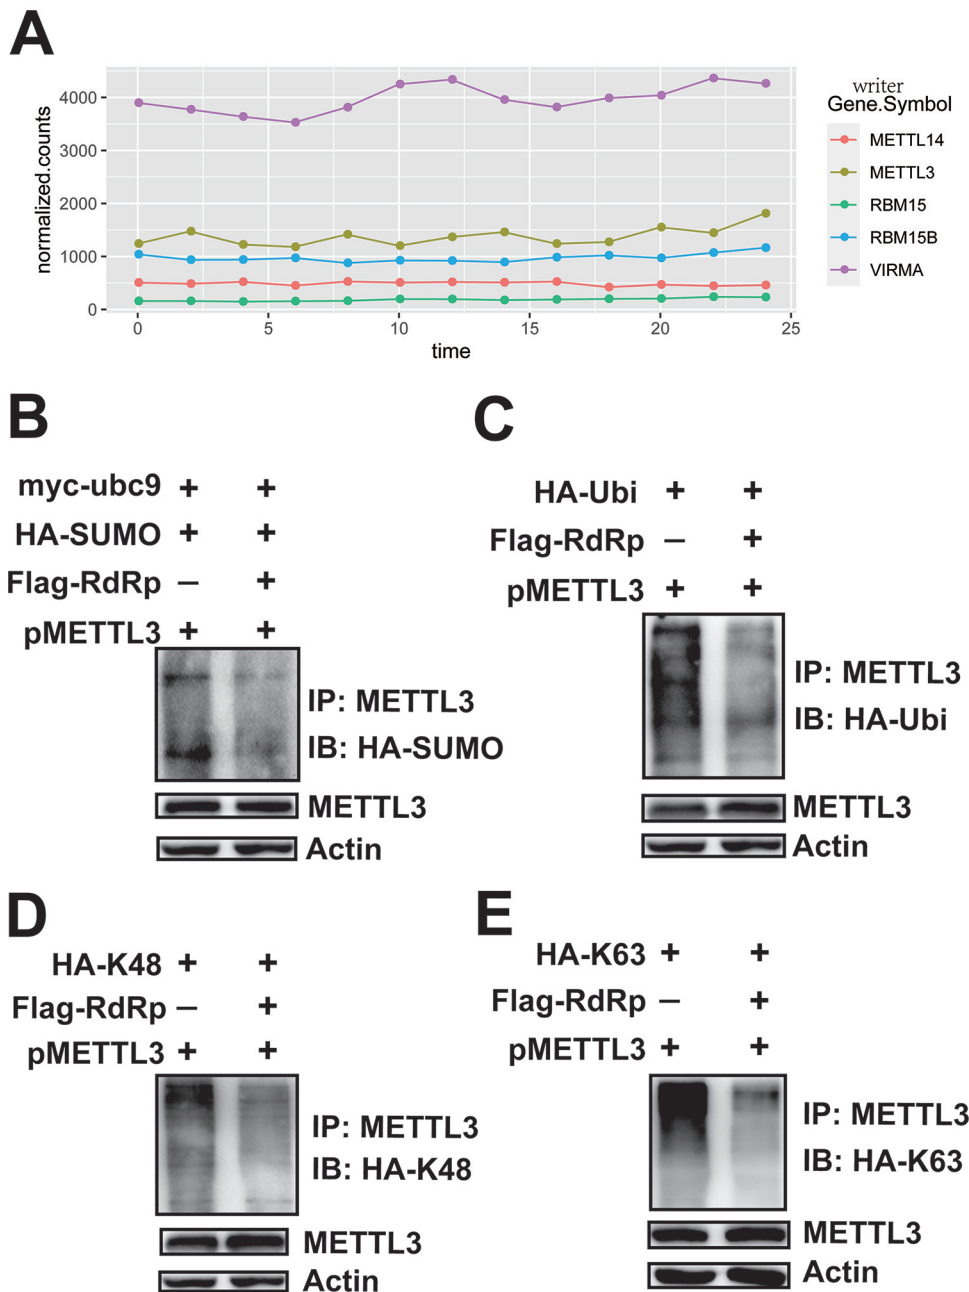 A
normalized.counts
4000
3000
2000
1000
0
0 5 10 15 20 25
time
writer
Gene.Symbol
METTL14
METTL3
RBM15
RBM15B
VIRMA
B
myc-ubc9 + +
HA-SUMO + +
Flag-RdRp – +
pMETTL3 + +
IP: METTL3
IB: HA-SUMO
METTL3
Actin
C
HA-Ubi + +
Flag-RdRp – +
pMETTL3 + +
IP: METTL3
IB: HA-Ubi
METTL3
Actin
D
HA-K48 + +
Flag-RdRp – +
pMETTL3 + +
IP: METTL3
IB: HA-K48
METTL3
Actin
E
HA-K63 + +
Flag-RdRp – +
pMETTL3 + +
IP: METTL3
IB: HA-K63
METTL3
Actin